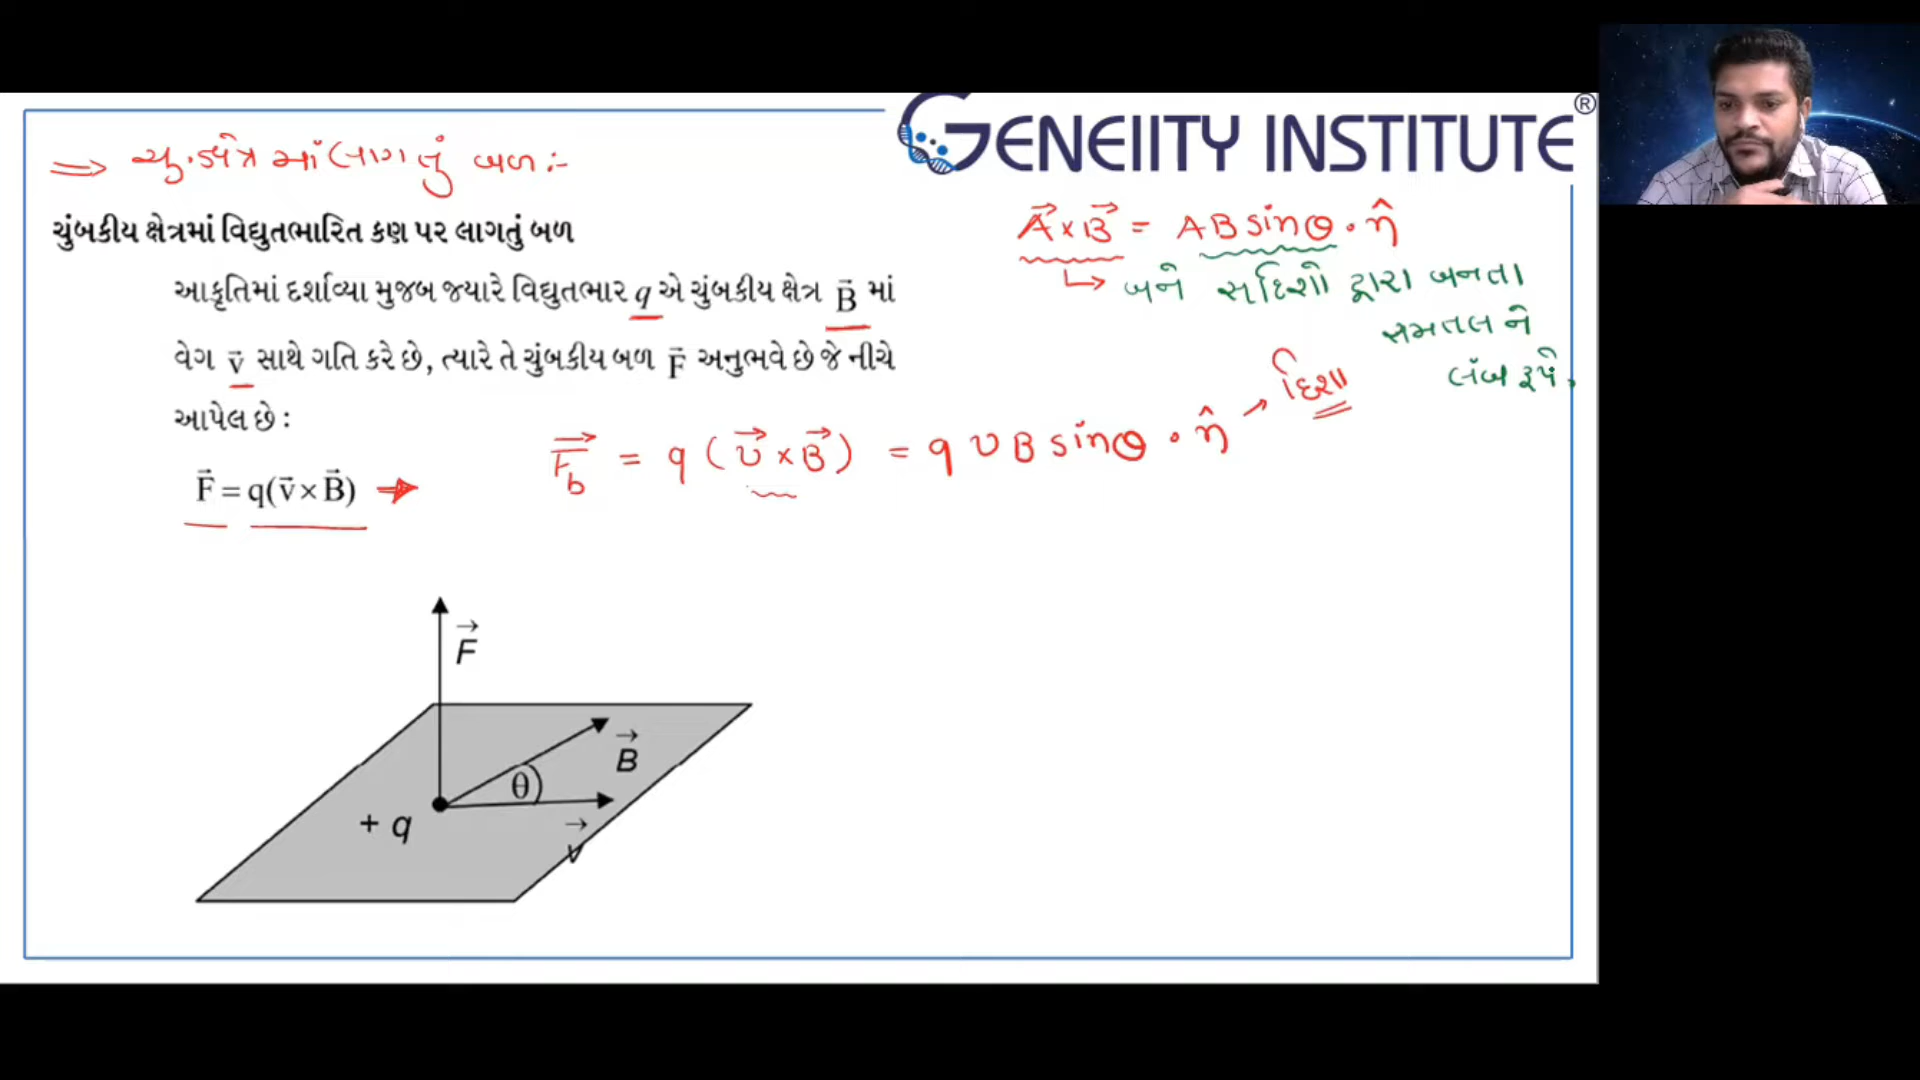 GENEIITY INSTITUTE®
⇒ ચુ.ક્ષેત્રમાં લાગતું બળ :-
ચુંબકીય ક્ષેત્રમાં વિદ્યુતભારિત કણ પર લાગતું બળ
આકૃતિમાં દર્શાવ્યા મુજબ જ્યારે વિદ્યુતભાર q એ ચુંબકીય ક્ષેત્ર B⃗ માં
વેગ v⃗ સાથે ગતિ કરે છે, ત્યારે તે ચુંબકીય બળ F⃗ અનુભવે છે જે નીચે
આપેલ છે :
F⃗ = q(v⃗ × B⃗) →
F⃗b = q (v⃗ × B⃗) = q v B sinθ · n̂ → દિશા
A⃗ × B⃗ = AB sinθ · n̂
↳ બંને સદિશો દ્વારા બનતા
સમતલ ને
લંબ રૂપે.
F⃗
B⃗
θ
+ q
v⃗